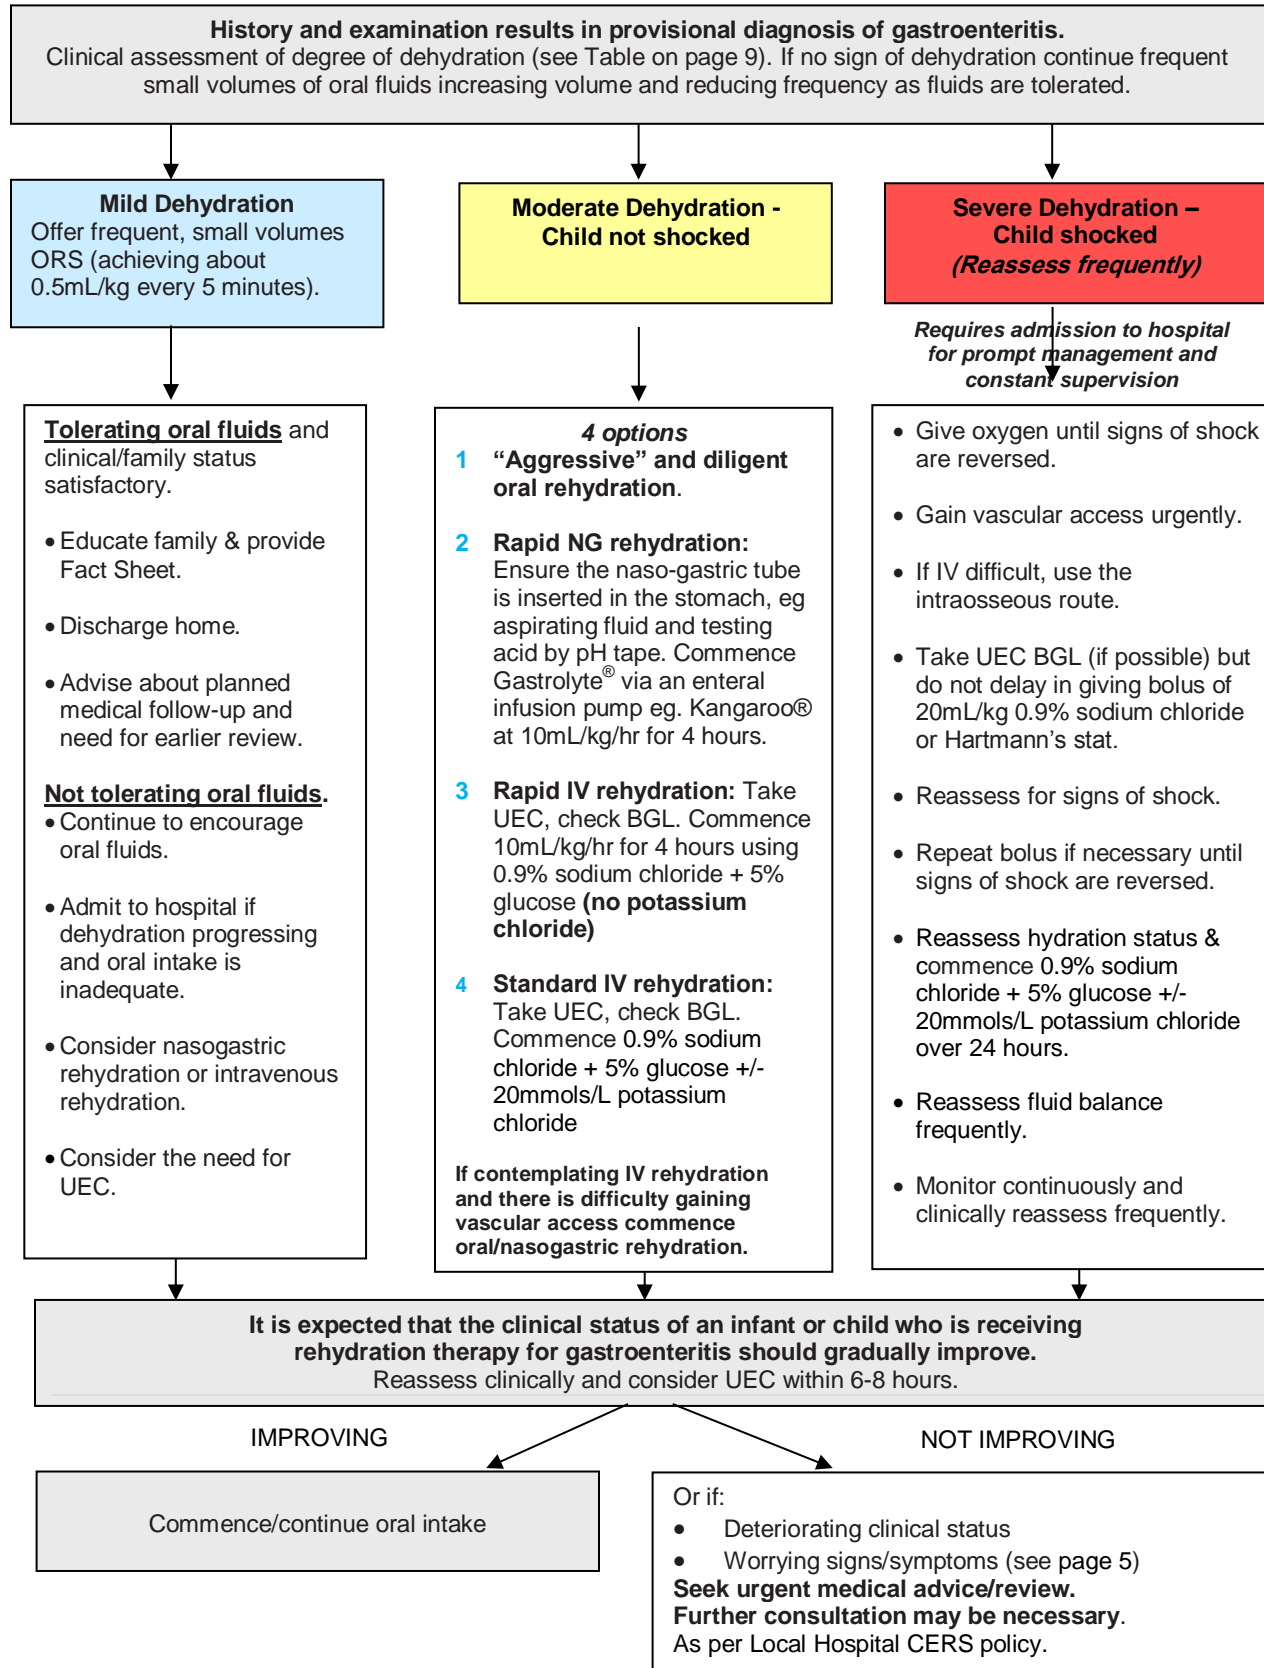 History and examination results in provisional diagnosis of gastroenteritis.
Clinical assessment of degree of dehydration (see Table on page 9). If no sign of dehydration continue frequent
small volumes of oral fluids increasing volume and reducing frequency as fluids are tolerated.
Mild Dehydration
Offer frequent, small volumes
ORS (achieving about
0.5mL/kg every 5 minutes).
Moderate Dehydration -
Child not shocked
Severe Dehydration –
Child shocked
(Reassess frequently)
Requires admission to hospital
for prompt management and
constant supervision
Tolerating oral fluids and
clinical/family status
satisfactory.
• Educate family & provide
Fact Sheet.
• Discharge home.
• Advise about planned
medical follow-up and
need for earlier review.
Not tolerating oral fluids.
• Continue to encourage
oral fluids.
• Admit to hospital if
dehydration progressing
and oral intake is
inadequate.
• Consider nasogastric
rehydration or intravenous
rehydration.
• Consider the need for
UEC.
4 options
1 “Aggressive” and diligent
oral rehydration.
2 Rapid NG rehydration:
Ensure the naso-gastric tube
is inserted in the stomach, eg
aspirating fluid and testing
acid by pH tape. Commence
Gastrolyte® via an enteral
infusion pump eg. Kangaroo®
at 10mL/kg/hr for 4 hours.
3 Rapid IV rehydration: Take
UEC, check BGL. Commence
10mL/kg/hr for 4 hours using
0.9% sodium chloride + 5%
glucose (no potassium
chloride)
4 Standard IV rehydration:
Take UEC, check BGL.
Commence 0.9% sodium
chloride + 5% glucose +/-
20mmols/L potassium
chloride
If contemplating IV rehydration
and there is difficulty gaining
vascular access commence
oral/nasogastric rehydration.
• Give oxygen until signs of shock
are reversed.
• Gain vascular access urgently.
• If IV difficult, use the
intraosseous route.
• Take UEC BGL (if possible) but
do not delay in giving bolus of
20mL/kg 0.9% sodium chloride
or Hartmann’s stat.
• Reassess for signs of shock.
• Repeat bolus if necessary until
signs of shock are reversed.
• Reassess hydration status &
commence 0.9% sodium
chloride + 5% glucose +/-
20mmols/L potassium chloride
over 24 hours.
• Reassess fluid balance
frequently.
• Monitor continuously and
clinically reassess frequently.
It is expected that the clinical status of an infant or child who is receiving
rehydration therapy for gastroenteritis should gradually improve.
Reassess clinically and consider UEC within 6-8 hours.
IMPROVING
NOT IMPROVING
Commence/continue oral intake
Or if:
• Deteriorating clinical status
• Worrying signs/symptoms (see page 5)
Seek urgent medical advice/review.
Further consultation may be necessary.
As per Local Hospital CERS policy.